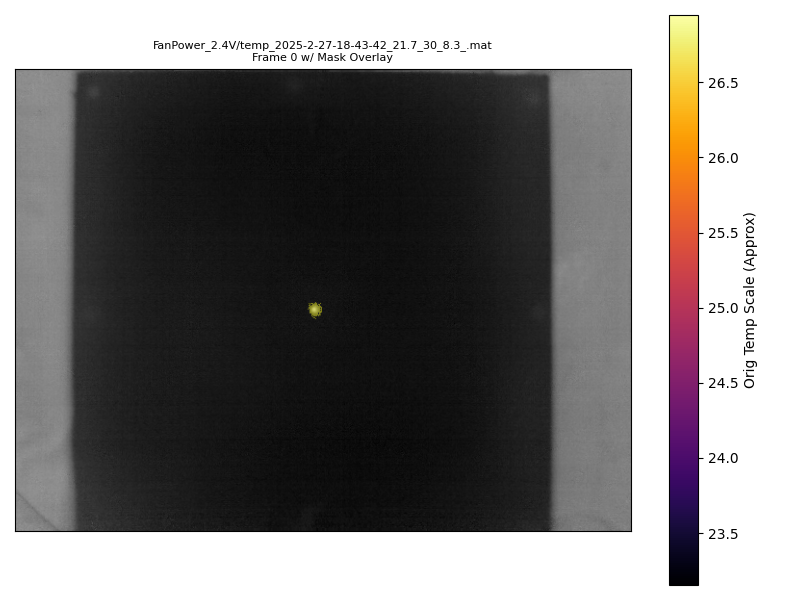 FanPower_2.4V/temp_2025-2-27-18-43-42_21.7_30_8.3_.mat
Frame 0 w/ Mask Overlay
26.5
26.0
25.5
25.0
24.5
24.0
23.5
Orig Temp Scale (Approx)